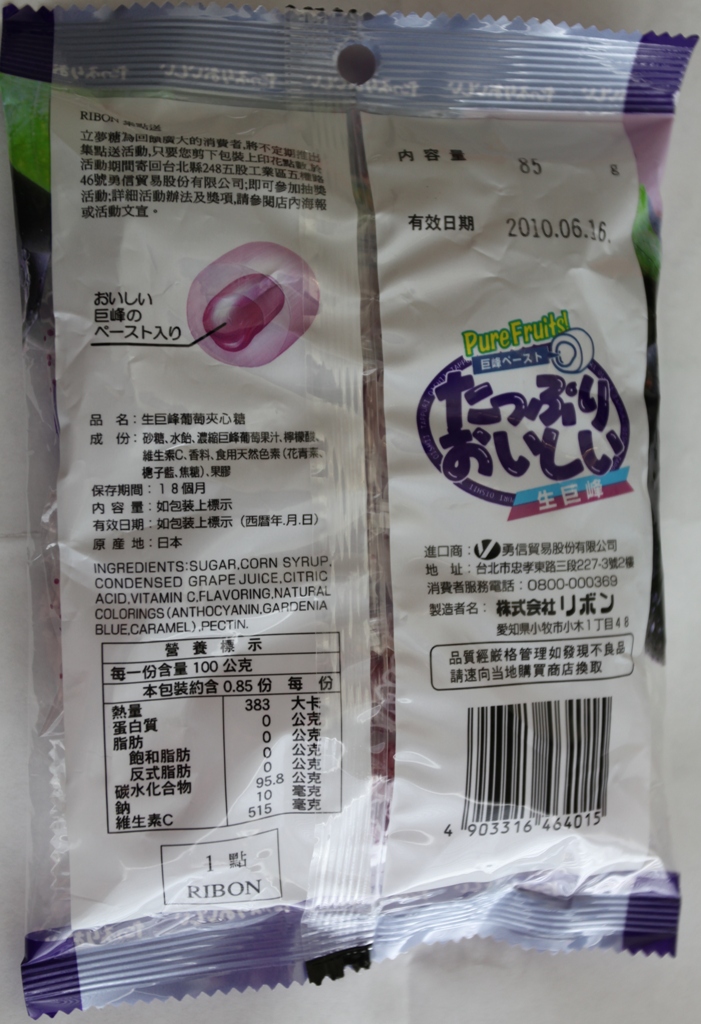 RIBON 集點送
立夢糖為回饋廣大的消費者,將不定期推出
集點送活動,只要您剪下包裝上印花點數,於
活動期間寄回台北縣248五股工業區五權路
46號勇信貿易股份有限公司;即可參加抽獎
活動;詳細活動辦法及獎項,請參閱店內海報
或活動文宣。
おいしい
巨峰の
ペースト入り
品 名：生巨峰葡萄夾心糖
成 份：砂糖、水飴、濃縮巨峰葡萄果汁、檸檬酸、
維生素C、香料、食用天然色素(花青素、
梔子藍、焦糖)、果膠
保存期間：18個月
內 容 量：如包裝上標示
有效日期：如包裝上標示 (西曆年.月.日)
原 產 地：日本
INGREDIENTS:SUGAR,CORN SYRUP,
CONDENSED GRAPE JUICE,CITRIC
ACID,VITAMIN C,FLAVORING,NATURAL
COLORINGS(ANTHOCYANIN,GARDENIA
BLUE,CARAMEL),PECTIN.
營 養 標 示
每一份含量 100 公克
本包裝約含 0.85 份 每 份
熱量 383 大卡
蛋白質 0 公克
脂肪 0 公克
飽和脂肪 0 公克
反式脂肪 0 公克
碳水化合物 95.8 公克
鈉 10 毫克
維生素C 515 毫克
1 點
RIBON
內 容 量 85 g
有效日期 2010.06.16.
Pure Fruits!
巨峰ペースト
たっぷり
おいしい
生巨峰
進口商：勇信貿易股份有限公司
地 址：台北市忠孝東路三段227-3號2樓
消費者服務電話：0800-000369
製造者名：株式会社リボン
愛知県小牧市小木1丁目48
品質經嚴格管理如發現不良品
請速向当地購買商店換取
4 903316 464015